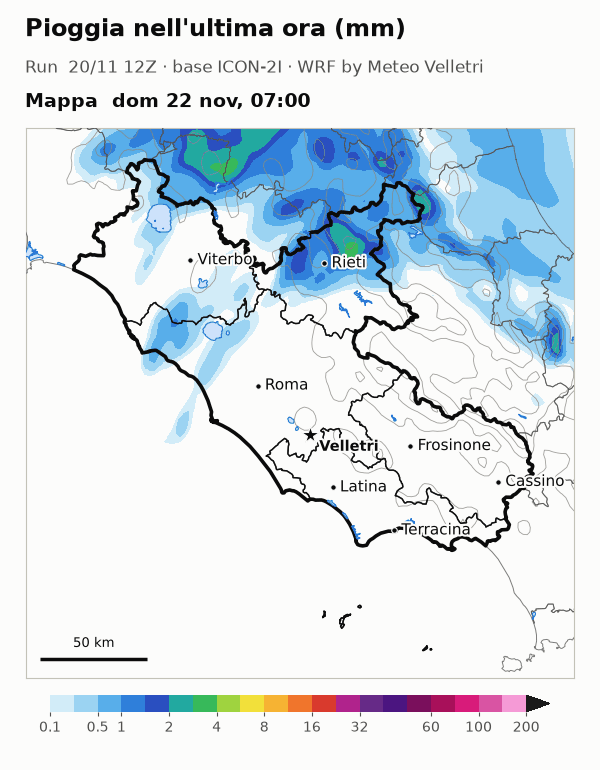 Pioggia nell'ultima ora (mm)
Run  20/11 12Z · base ICON-2I · WRF by Meteo Velletri
Mappa  dom 22 nov, 07:00
Viterbo
Rieti
Roma
Velletri
Frosinone
Latina
Cassino
Terracina
50 km
0.1 0.5 1 2 4 8 16 32 60 100 200